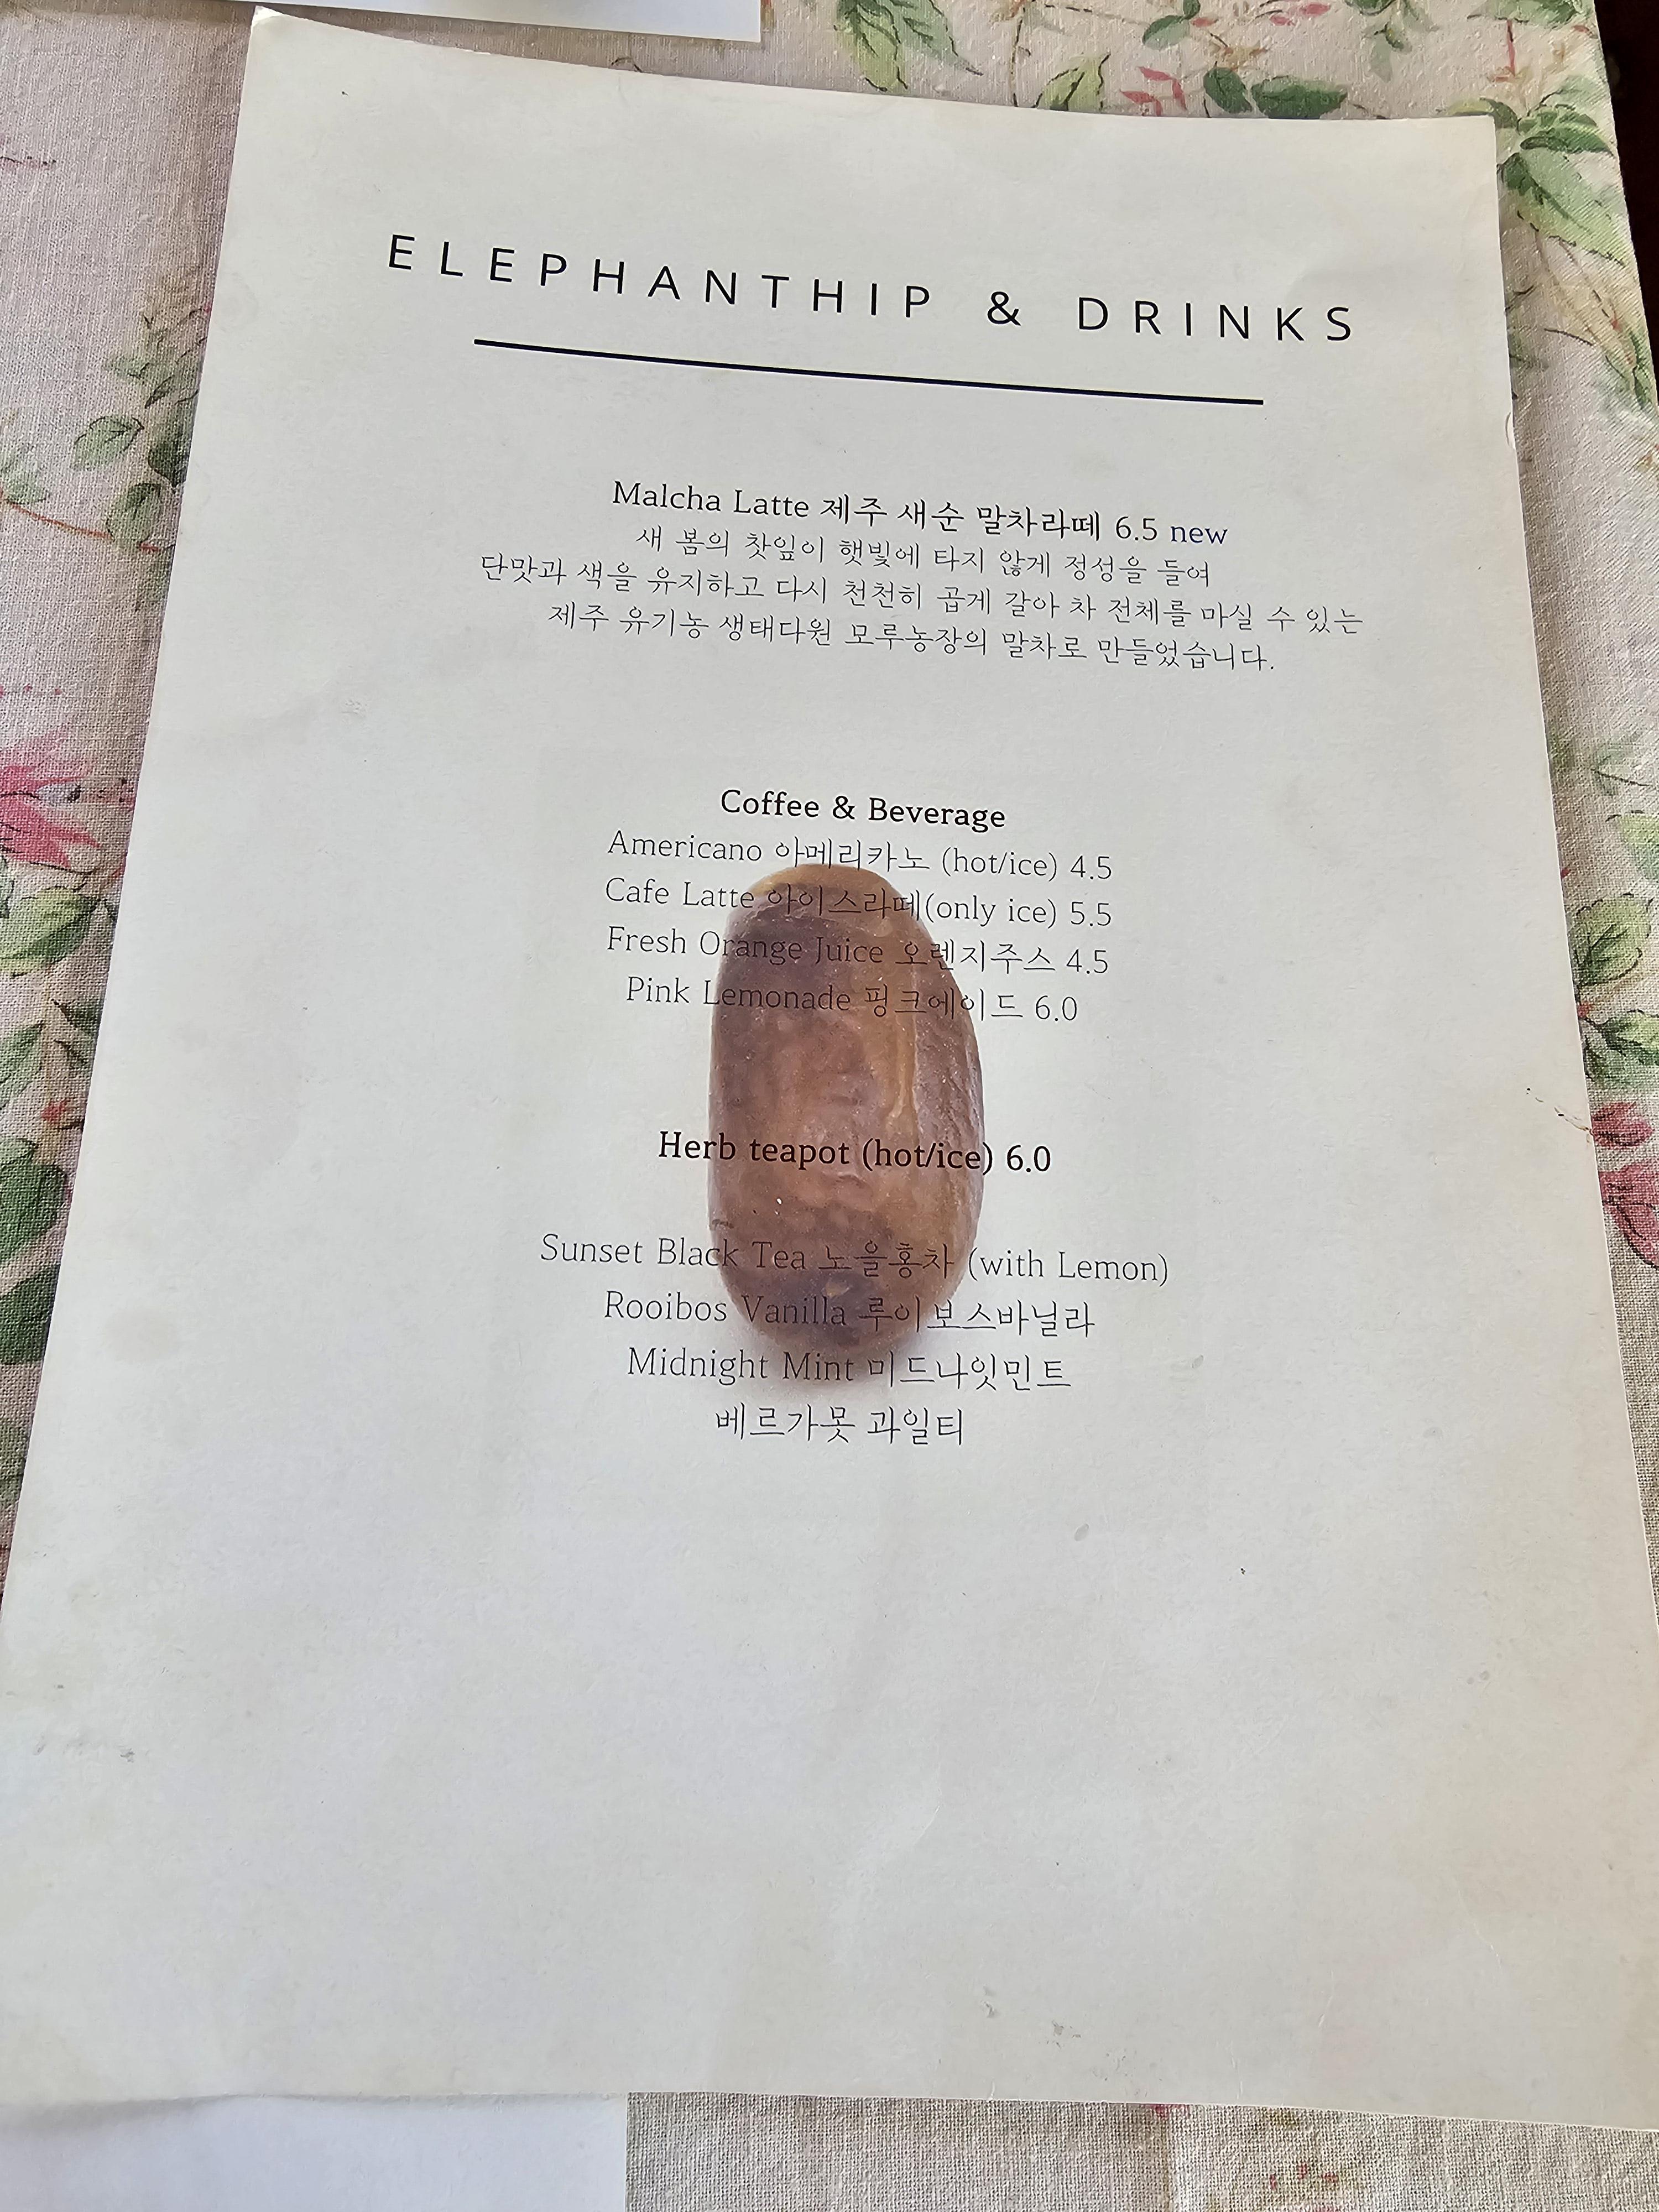 ELEPHANTHIP & DRINKS
Malcha Latte 제주 새순 말차라떼 6.5 new
새 봄의 찻잎이 햇빛에 타지 않게 정성을 들여
단맛과 색을 유지하고 다시 천천히 곱게 갈아 차 전체를 마실 수 있는
제주 유기농 생태다원 모루농장의 말차로 만들었습니다.
Coffee & Beverage
Americano 아메리카노 (hot/ice) 4.5
Cafe Latte 아이스라떼(only ice) 5.5
Fresh Orange Juice 오렌지주스 4.5
Pink Lemonade 핑크에이드 6.0
Herb teapot (hot/ice) 6.0
Sunset Black Tea 노을홍차 (with Lemon)
Rooibos Vanilla 루이보스바닐라
Midnight Mint 미드나잇민트
베르가못 과일티